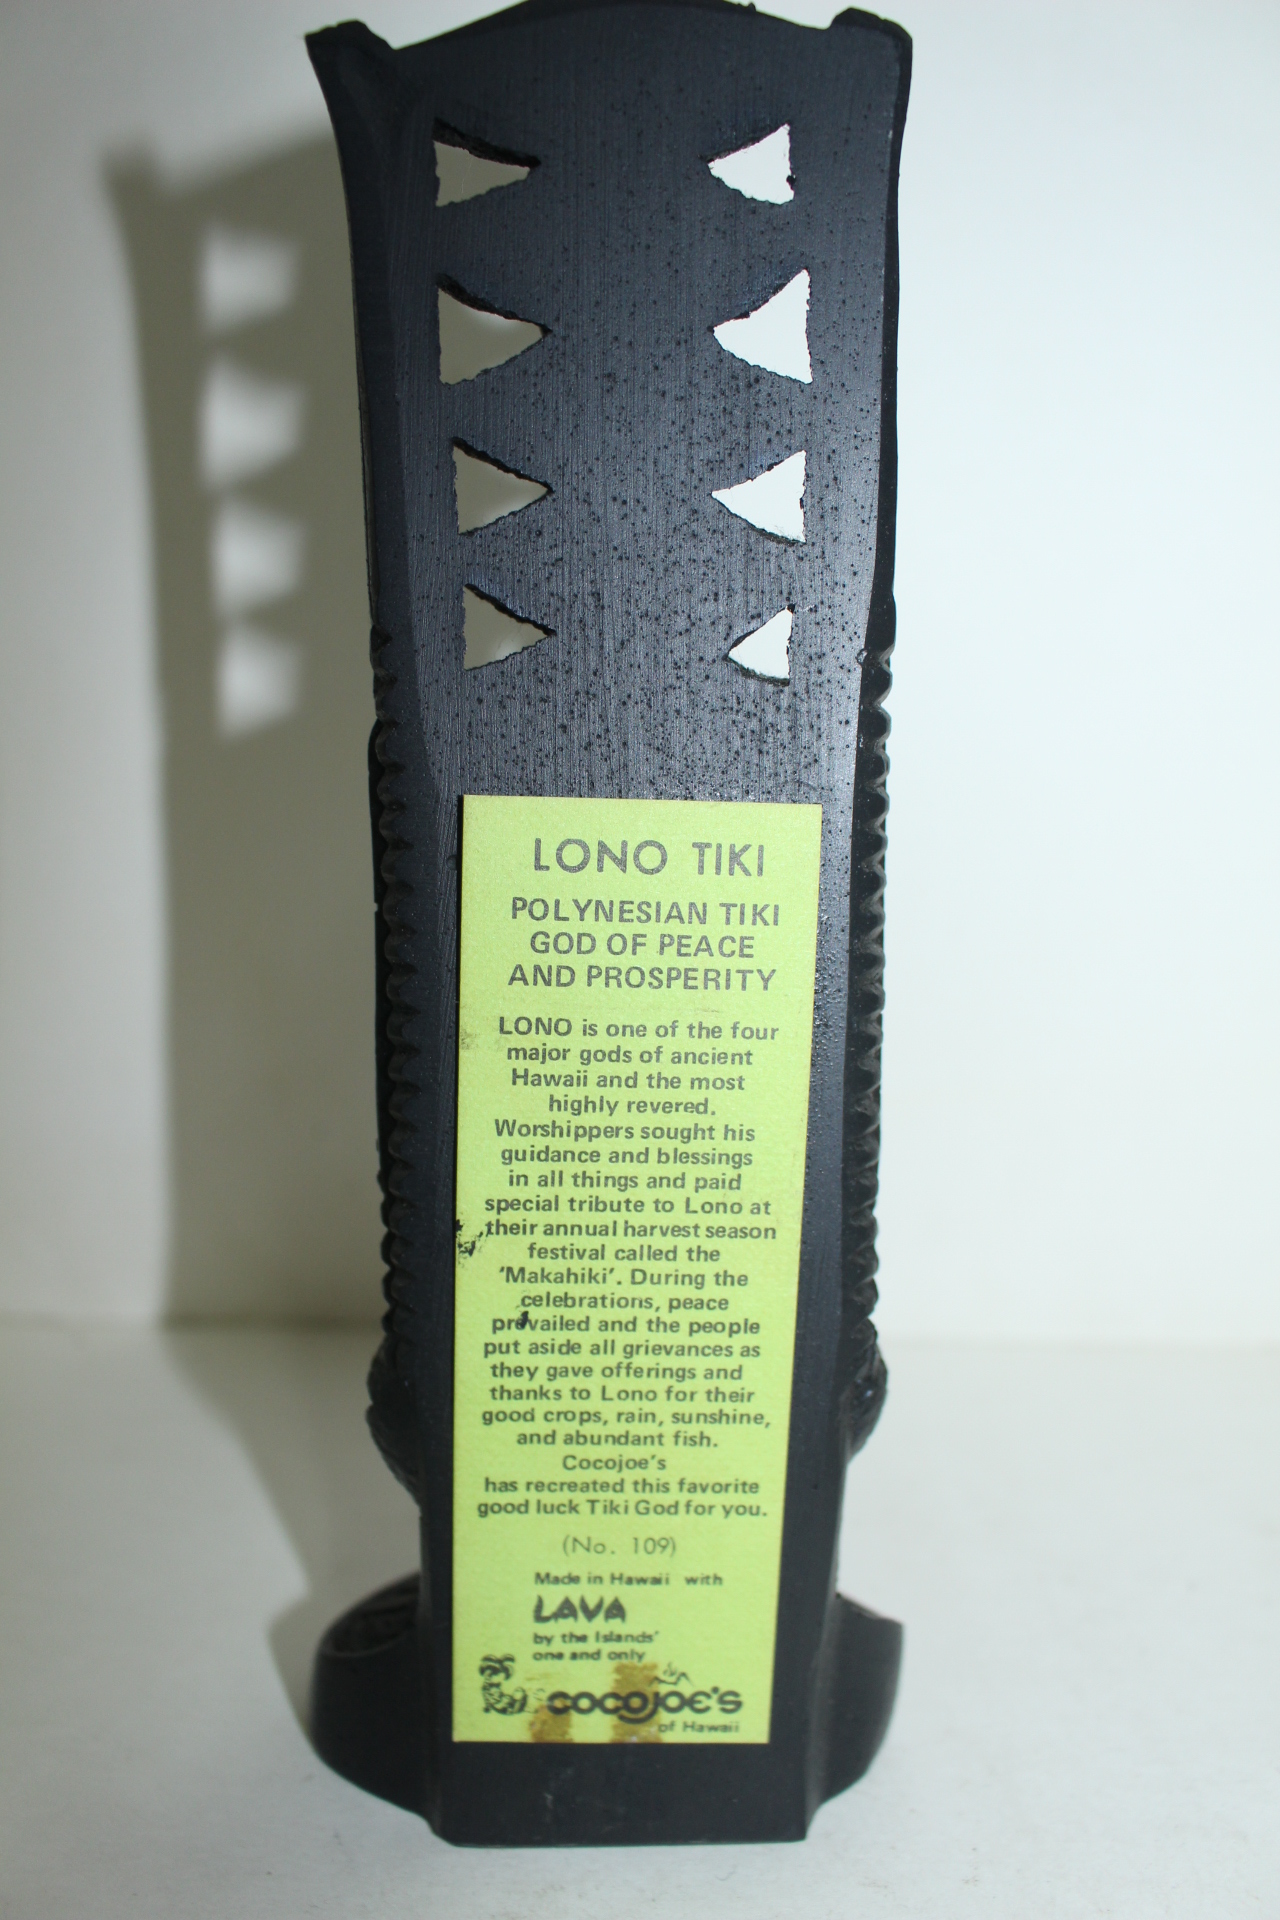 LONO TIKI
POLYNESIAN TIKI
GOD OF PEACE
AND PROSPERITY
LONO is one of the four
major gods of ancient
Hawaii and the most
highly revered.
Worshippers sought his
guidance and blessings
in all things and paid
special tribute to Lono at
their annual harvest season
festival called the
'Makahiki'. During the
celebrations, peace
prevailed and the people
put aside all grievances as
they gave offerings and
thanks to Lono for their
good crops, rain, sunshine,
and abundant fish.
Cocojoe's
has recreated this favorite
good luck Tiki God for you.
(No. 109)
Made in Hawaii with
LAVA
by the Islands'
one and only
COCOJOE'S
of Hawaii